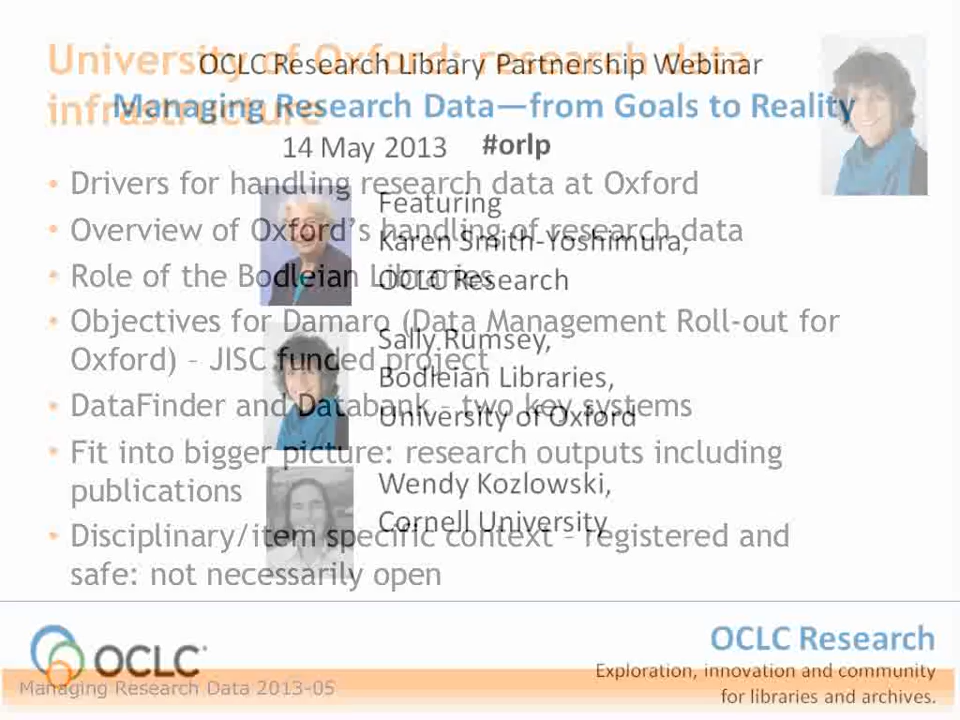 OCLC Research Library Partnership Webinar
Managing Research Data—from Goals to Reality
14 May 2013 #orlp
Featuring
Karen Smith-Yoshimura,
OCLC Research
Sally Rumsey,
Bodleian Libraries,
University of Oxford
Wendy Kozlowski,
Cornell University
University of Oxford: research data
infrastructure
• Drivers for handling research data at Oxford
• Overview of Oxford's handling of research data
• Role of the Bodleian Libraries
• Objectives for Damaro (Data Management Roll-out for
Oxford) – JISC funded project
• DataFinder and Databank – two key systems
• Fit into bigger picture: research outputs including
publications
• Disciplinary/item specific context – registered and
safe: not necessarily open
OCLC
Managing Research Data 2013-05
OCLC Research
Exploration, innovation and community
for libraries and archives.